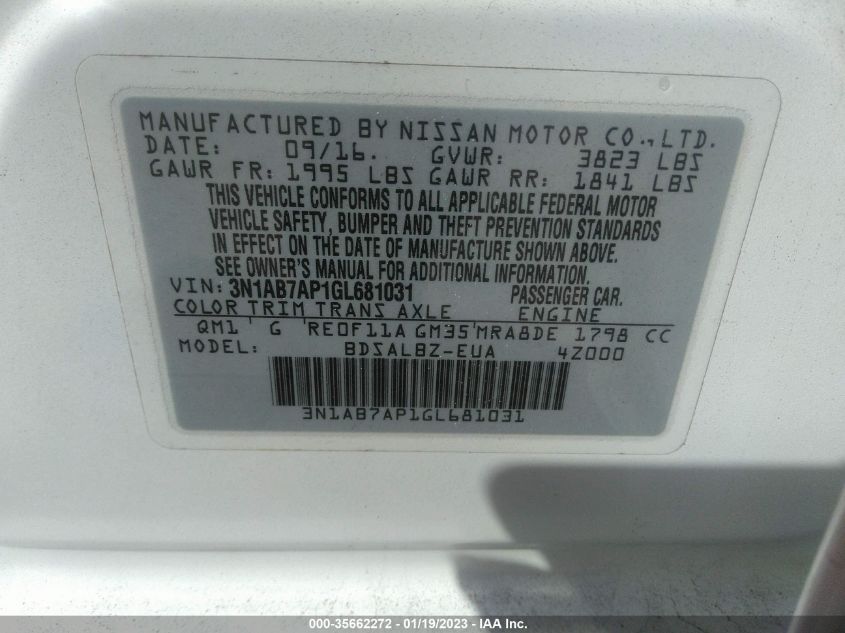 MANUFACTURED BY NISSAN MOTOR CO., LTD.
DATE: 09/16. GVWR: 3823 LBS
GAWR FR: 1995 LBS GAWR RR: 1841 LBS
THIS VEHICLE CONFORMS TO ALL APPLICABLE FEDERAL MOTOR
VEHICLE SAFETY, BUMPER AND THEFT PREVENTION STANDARDS
IN EFFECT ON THE DATE OF MANUFACTURE SHOWN ABOVE.
SEE OWNER'S MANUAL FOR ADDITIONAL INFORMATION.
VIN: 3N1AB7AP1GL681031 PASSENGER CAR.
COLOR TRIM TRANS AXLE ENGINE
QM1 G RE0F11A GM35 MRA8DE 1798 CC
MODEL: BDSALBZ-EUA 4Z000
3N1AB7AP1GL681031
000-35662272 - 01/19/2023 - © IAA Inc.